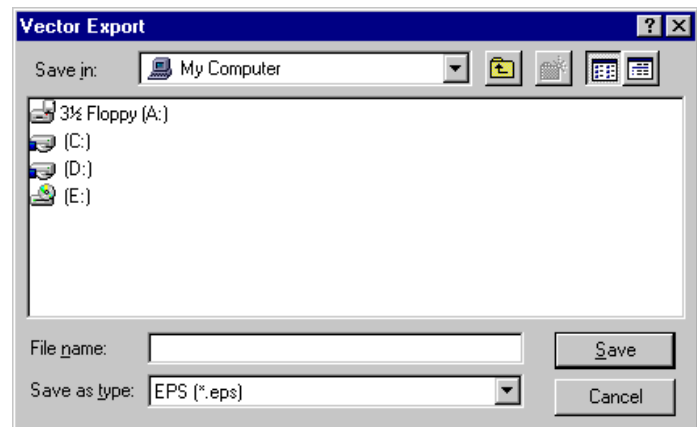 Vector Export
Save in: My Computer
3½ Floppy (A:)
(C:)
(D:)
(E:)
File name: Save
Save as type: EPS (*.eps) Cancel